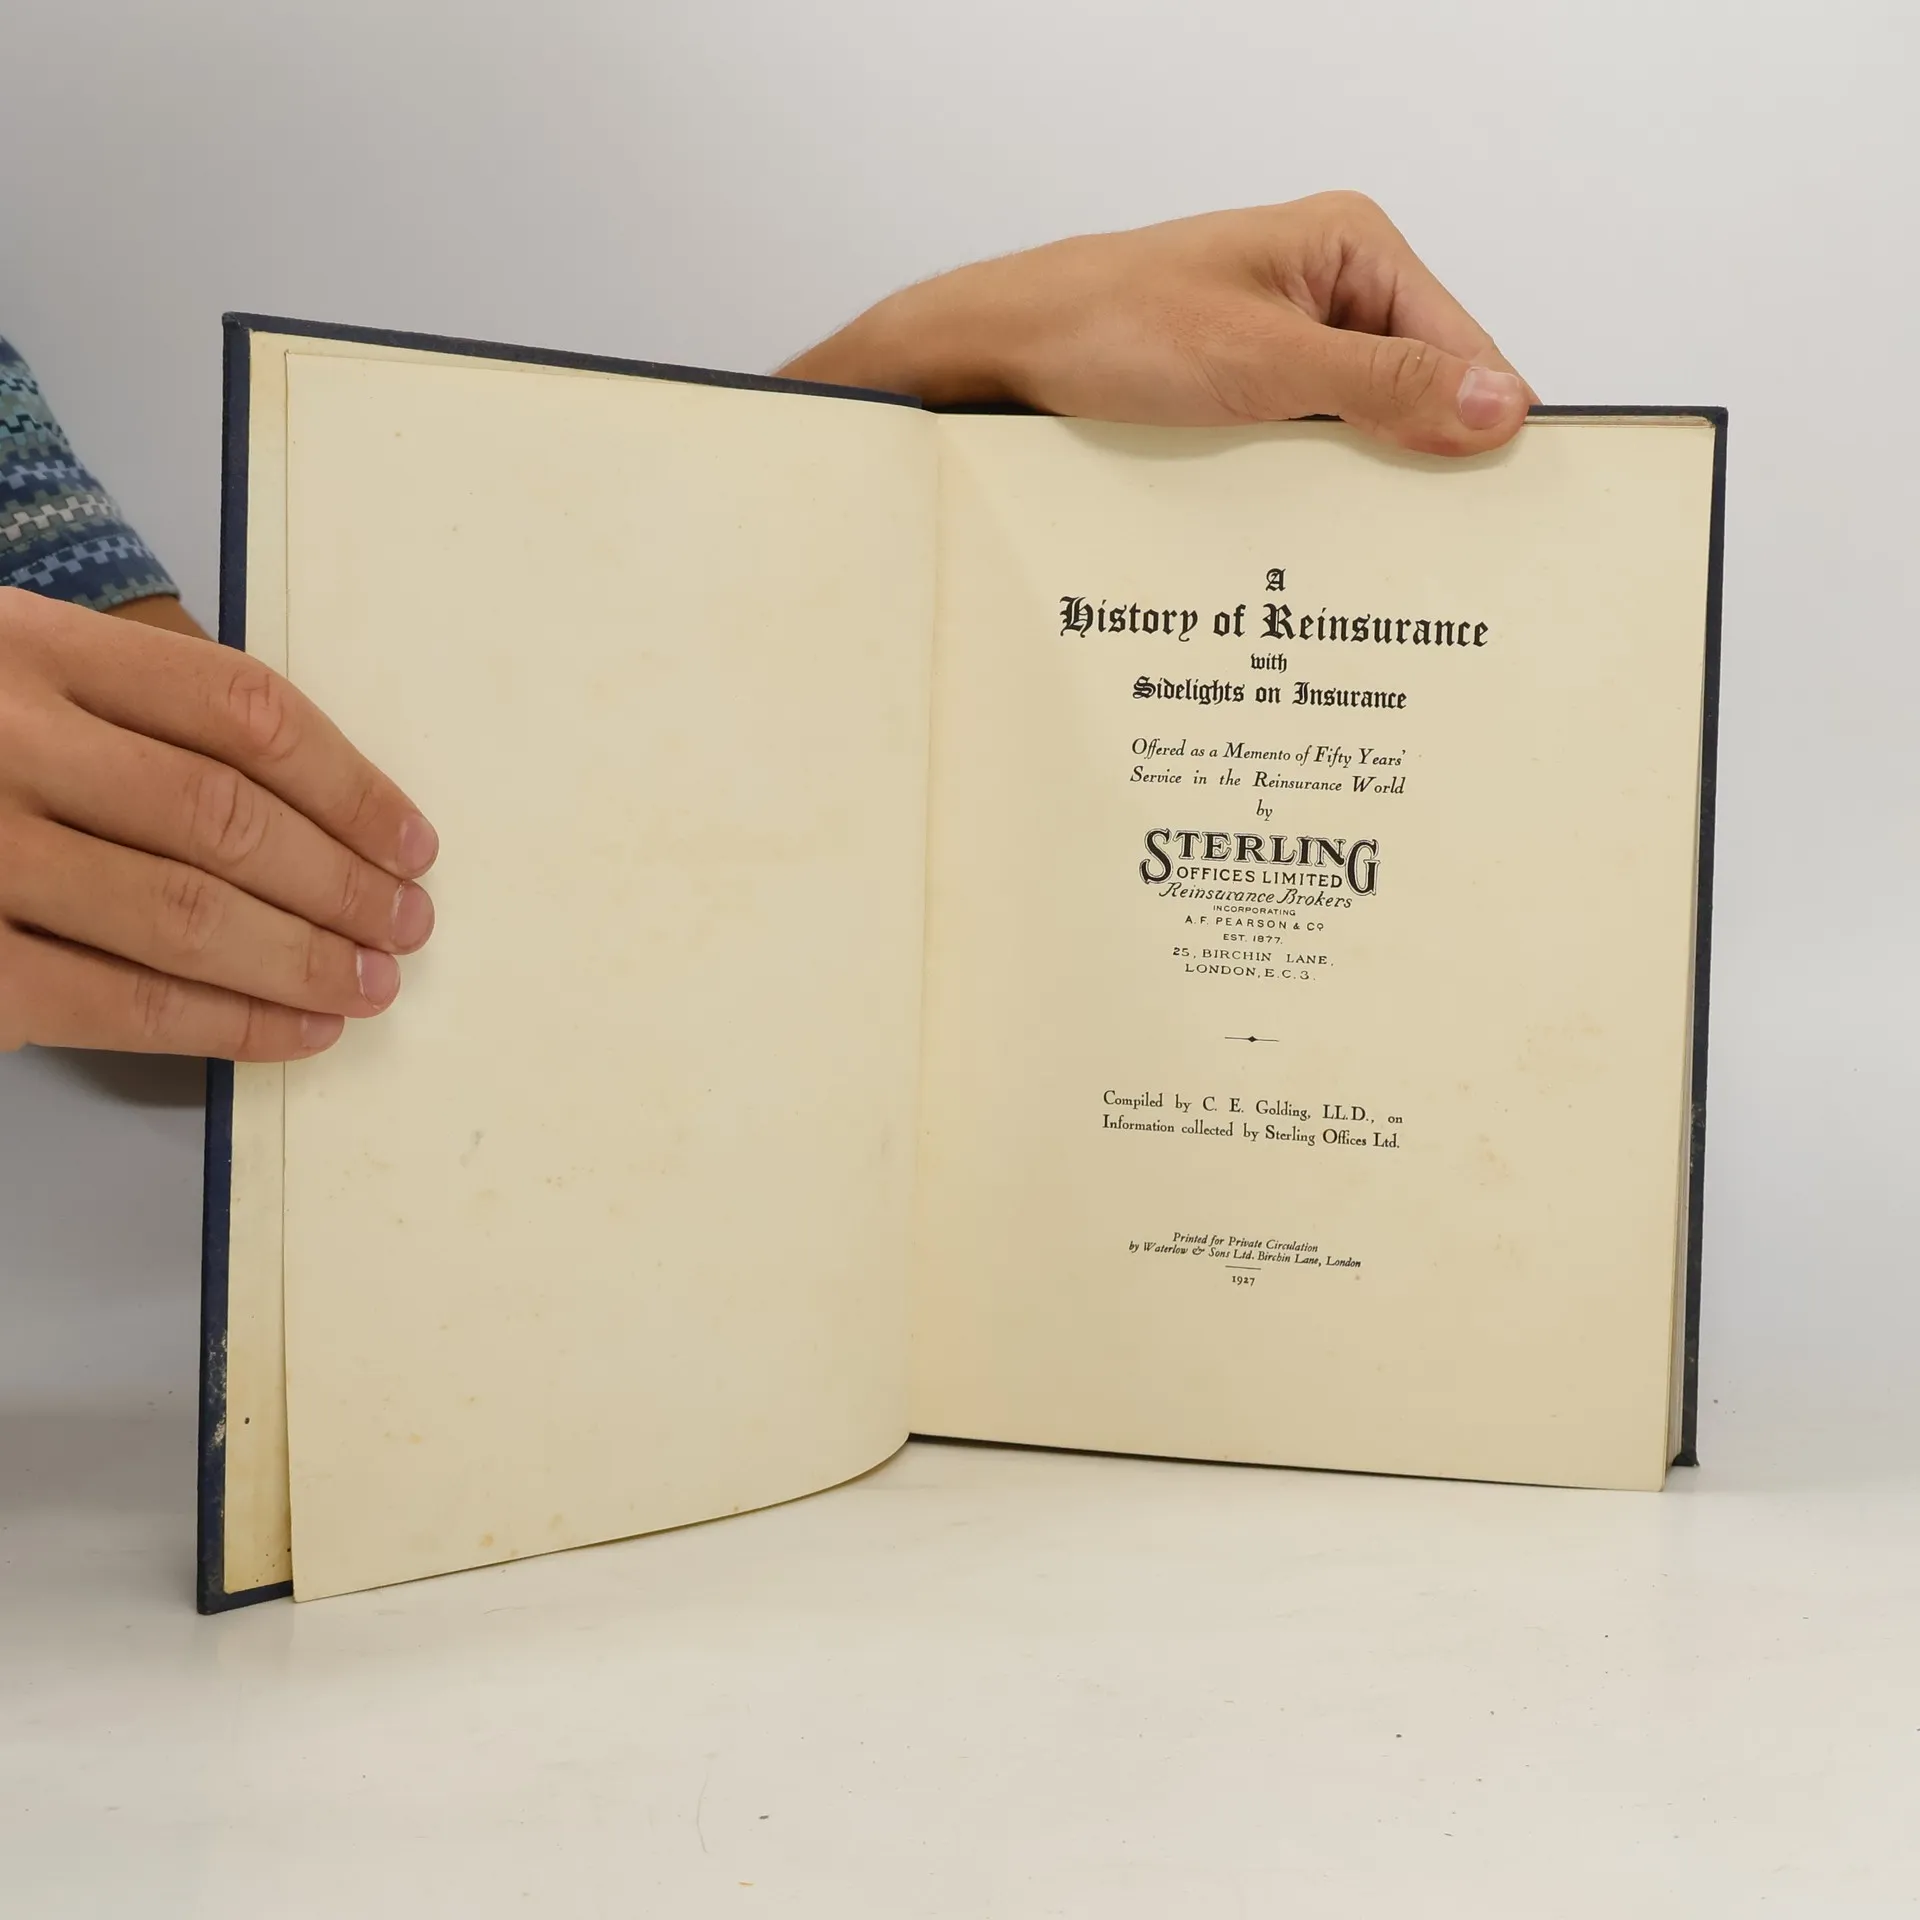 A
History of Reinsurance
with
Sidelights on Insurance
Offered as a Memento of Fifty Years'
Service in the Reinsurance World
by
STERLING
OFFICES LIMITED
Reinsurance Brokers
INCORPORATING
A. F. PEARSON & Co
EST. 1877.
25, BIRCHIN LANE,
LONDON, E.C.3.
Compiled by C. E. Golding, LL.D., on
Information collected by Sterling Offices Ltd.
Printed for Private Circulation
by Waterlow & Sons Ltd. Birchin Lane, London
1927